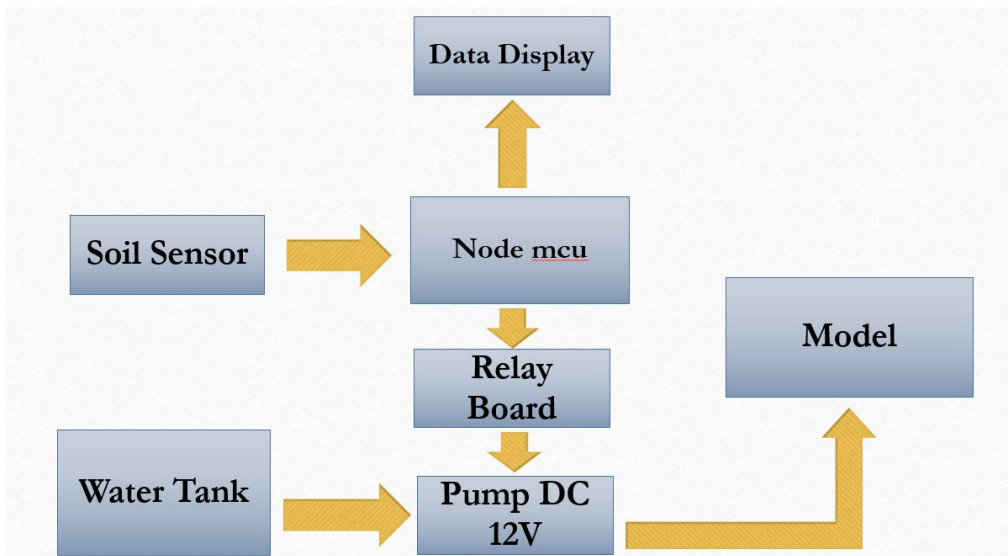 Data Display
Soil Sensor
Node mcu
Model
Relay
Board
Water Tank
Pump DC
12V